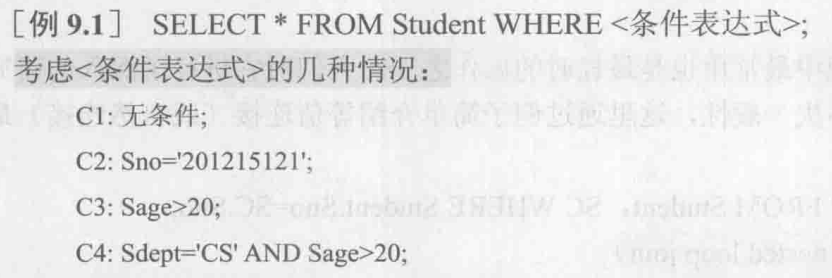 ［例 9.1］ SELECT * FROM Student WHERE <条件表达式>;
考虑<条件表达式>的几种情况：
C1: 无条件;
C2: Sno='201215121';
C3: Sage>20;
C4: Sdept='CS' AND Sage>20;